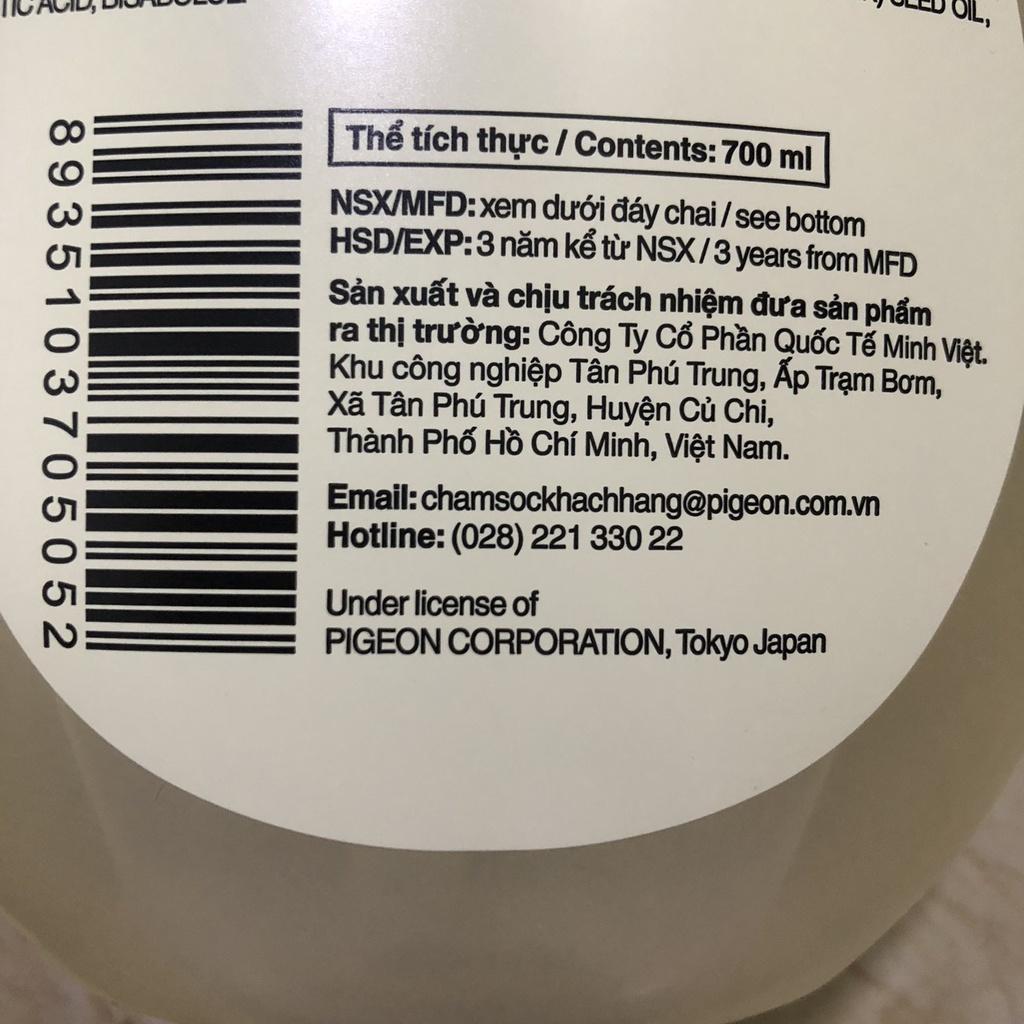 TIC ACID,
SEED OIL,
8935103705052
Thể tích thực / Contents: 700 ml
NSX/MFD: xem dưới đáy chai / see bottom
HSD/EXP: 3 năm kể từ NSX / 3 years from MFD
Sản xuất và chịu trách nhiệm đưa sản phẩm
ra thị trường: Công Ty Cổ Phần Quốc Tế Minh Việt.
Khu công nghiệp Tân Phú Trung, Ấp Trạm Bơm,
Xã Tân Phú Trung, Huyện Củ Chi,
Thành Phố Hồ Chí Minh, Việt Nam.
Email: chamsockhachhang@pigeon.com.vn
Hotline: (028) 221 330 22
Under license of
PIGEON CORPORATION, Tokyo Japan